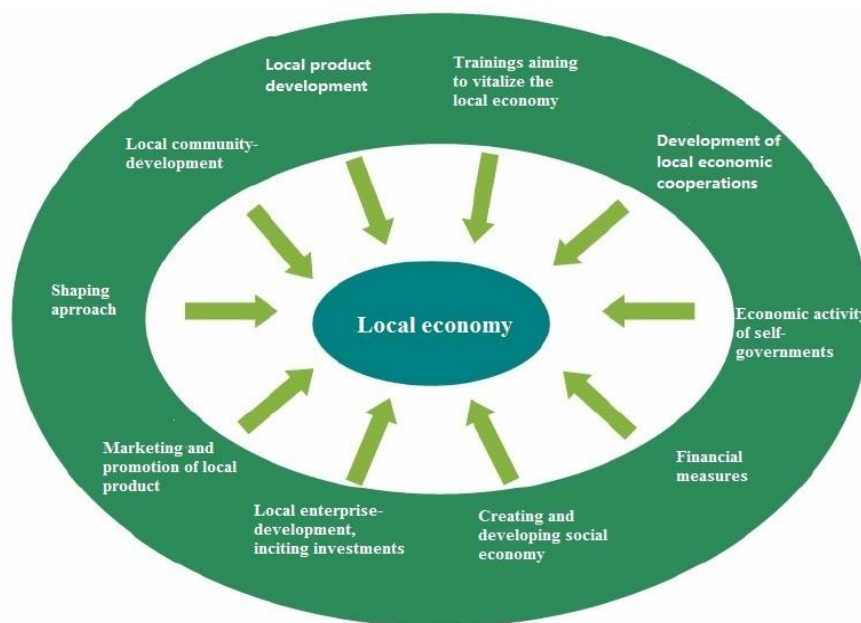 Local product
development
Trainings aiming
to vitalize the
local economy
Local community-
development
Development of
local economic
cooperations
Shaping
aprroach
Local economy
Economic activity
of self-
governments
Marketing and
promotion of local
product
Financial
measures
Local enterprise-
development,
inciting investments
Creating and
developing social
economy